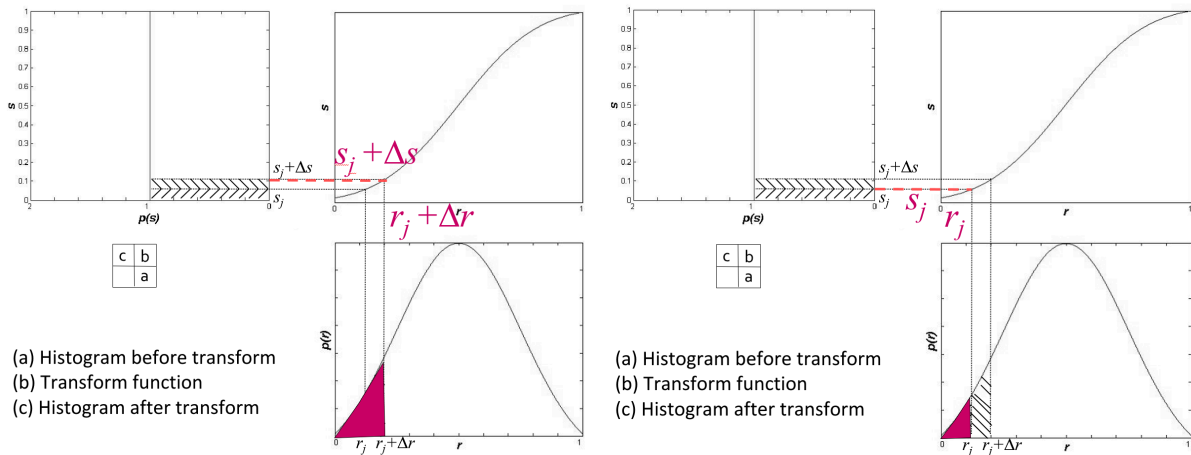 1
0.9
0.8
0.7
0.6
s
0.5
0.4
0.3
0.2
0.1
0
2
1
0
p(s)
s
s_j+Δs
s_j
s_j + Δs
r
0
1
r_j + Δr
c b
a
p(r)
(a) Histogram before transform
(b) Transform function
(c) Histogram after transform
0
r_j
r_j+Δr
r
1
1
0.9
0.8
0.7
0.6
s
0.5
0.4
0.3
0.2
0.1
0
2
1
0
p(s)
s
s_j+Δs
s_j
s_j
r
0
1
r_j
c b
a
p(r)
(a) Histogram before transform
(b) Transform function
(c) Histogram after transform
0
r_j
r_j+Δr
r
1